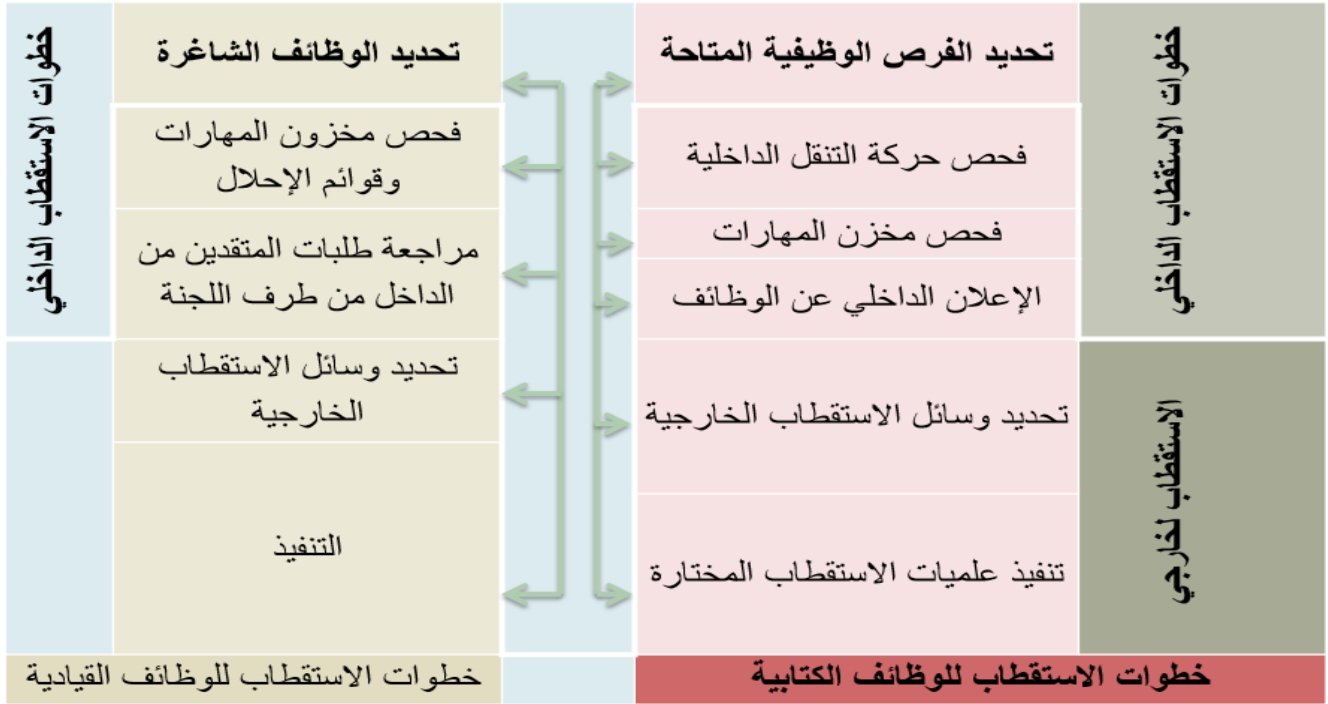 خطوات الاستقطاب الداخلي
تحديد الفرص الوظيفية المتاحة
فحص حركة التنقل الداخلية
فحص مخزن المهارات
الإعلان الداخلي عن الوظائف
الاستقطاب لخارجي
تحديد وسائل الاستقطاب الخارجية
تنفيذ علميات الاستقطاب المختارة
خطوات الاستقطاب للوظائف الكتابية
تحديد الوظائف الشاغرة
فحص مخزون المهارات
وقوائم الإحلال
مراجعة طلبات المتقدين من
الداخل من طرف اللجنة
تحديد وسائل الاستقطاب
الخارجية
التنفيذ
خطوات الاستقطاب الداخلي
خطوات الاستقطاب للوظائف القيادية